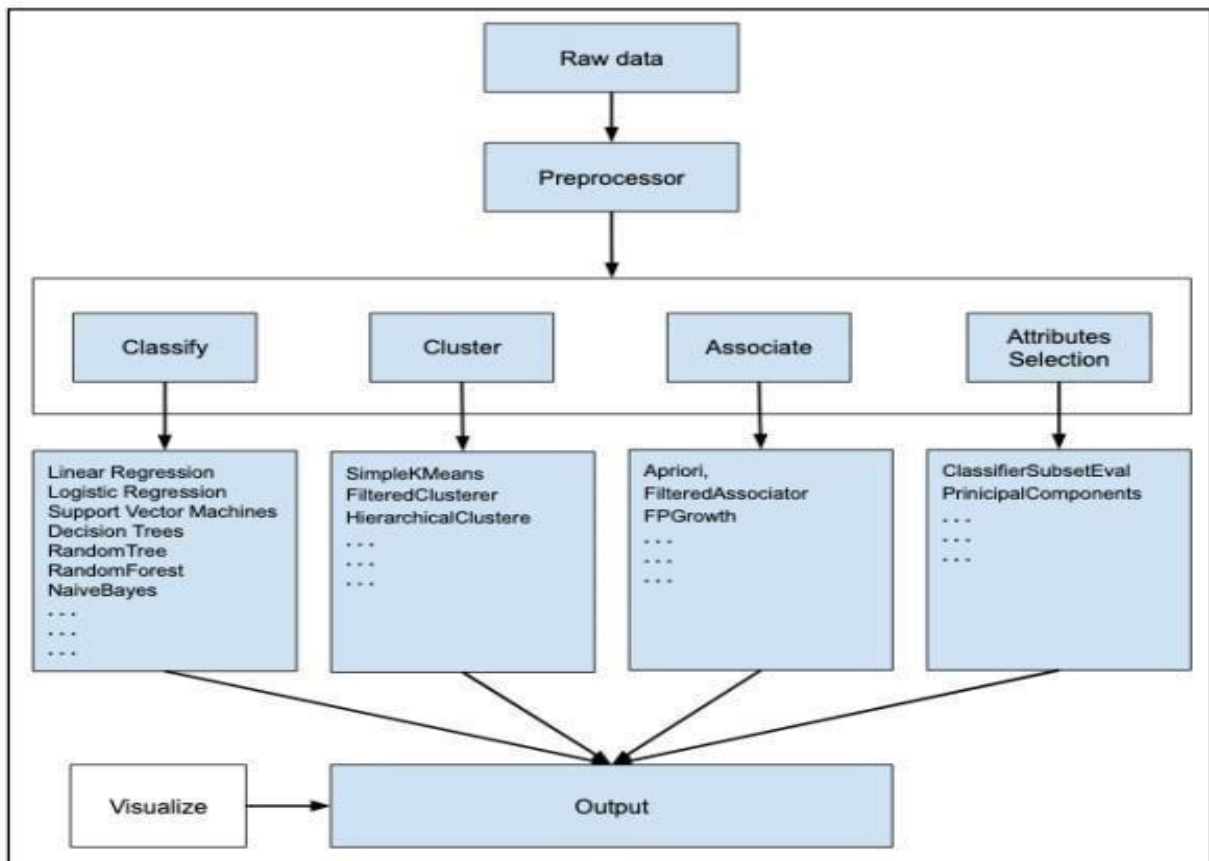 Raw data
Preprocessor
Classify
Cluster
Associate
Attributes
Selection
Linear Regression
Logistic Regression
Support Vector Machines
Decision Trees
RandomTree
RandomForest
NaiveBayes
. . .
. . .
. . .
SimpleKMeans
FilteredClusterer
HierarchicalClustere
. . .
. . .
. . .
Apriori,
FilteredAssociator
FPGrowth
. . .
. . .
. . .
ClassifierSubsetEval
PrinicipalComponents
. . .
. . .
. . .
Visualize
Output